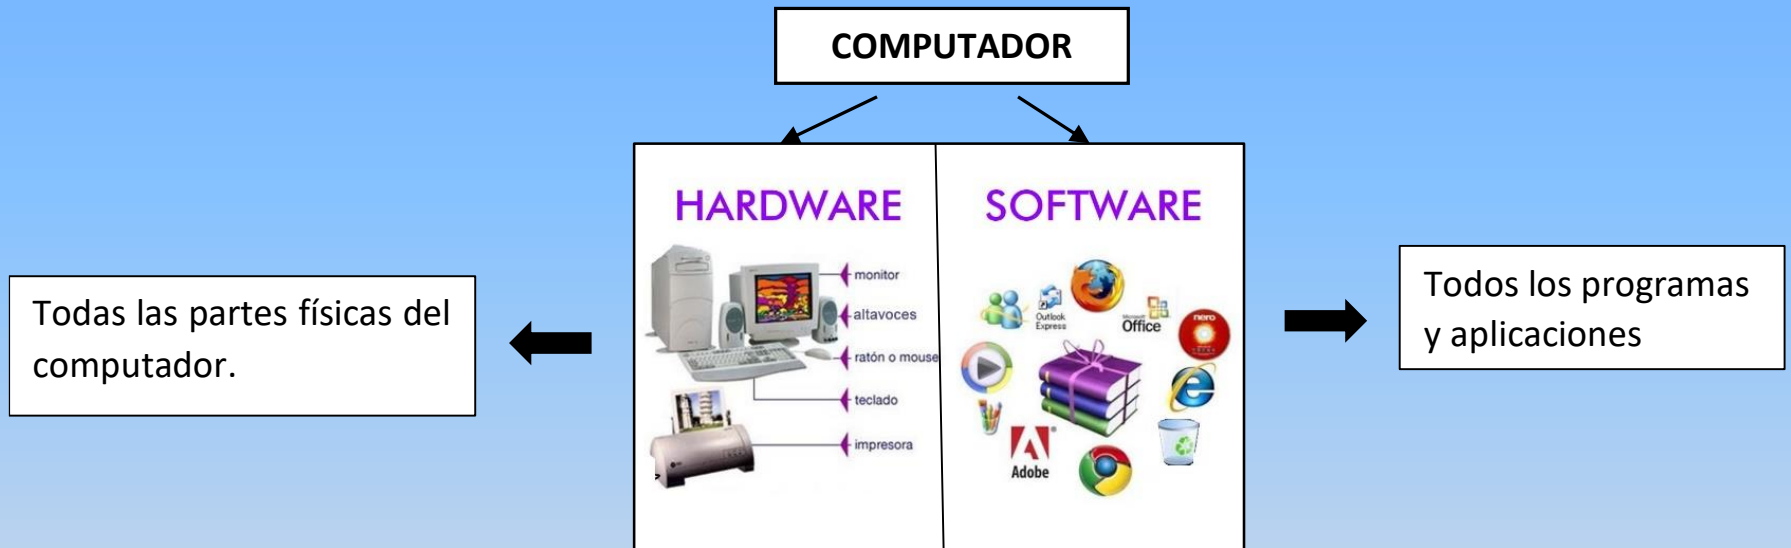 COMPUTADOR
HARDWARE
monitor
altavoces
ratón o mouse
teclado
impresora
SOFTWARE
Outlook
Express
Microsoft
Office
nero
Adobe
Todas las partes físicas del
computador.
Todos los programas
y aplicaciones